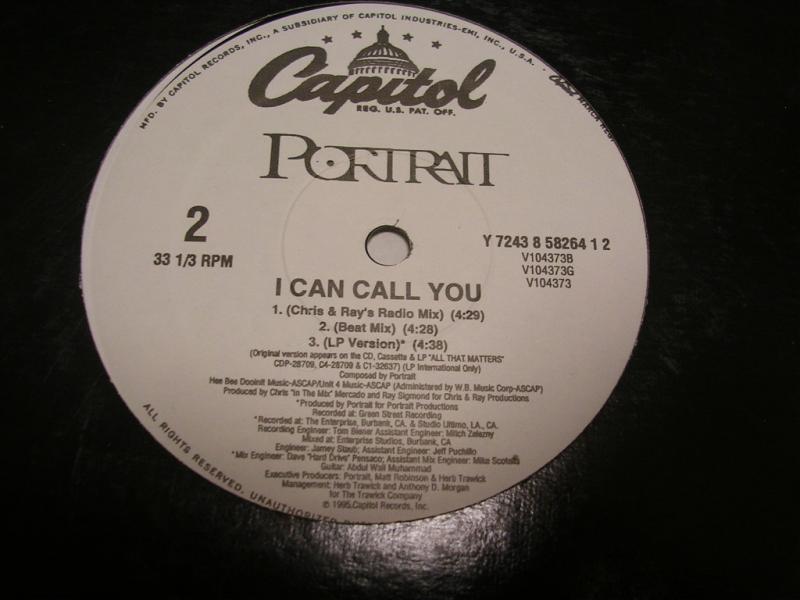 MFD. BY CAPITOL RECORDS, INC., A SUBSIDIARY OF CAPITOL INDUSTRIES-EMI, INC., U.S.A. ·
Capitol
REG. U.S. PAT. OFF.
PORTRAIT
2
33 1/3 RPM
Y 7243 8 58264 1 2
V104373B
V104373G
V104373
I CAN CALL YOU
1. (Chris & Ray's Radio Mix) (4:29)
2. (Beat Mix) (4:28)
3. (LP Version)* (4:38)
(Original version appears on the CD, Cassette & LP "ALL THAT MATTERS"
CDP-28709, C4-28709 & C1-32637) (LP International Only)
Composed by Portrait
Hee Bee Dooinit Music-ASCAP/Unit 4 Music-ASCAP (Administered by W.B. Music Corp-ASCAP)
Produced by Chris "In The Mix" Mercado and Ray Sigmond for Chris & Ray Productions
*Produced by Portrait for Portrait Productions
Recorded at: Green Street Recording
*Recorded at: The Enterprise, Burbank, CA. & Studio Ultimo, LA., CA.
Recording Engineer: Tom Biener Assistant Engineer: Mitch Zelezny
Mixed at: Enterprise Studios, Burbank, CA
Engineer: Jamey Staub; Assistant Engineer: Jeff Puchillo
*Mix Engineer: Dave "Hard Drive" Pensaco; Assistant Mix Engineer: Mike Scotella
Guitar: Abdul Wali Muhammad
Executive Producers: Portrait, Matt Robinson & Herb Trawick
Management: Herb Trawick and Anthony D. Morgan
for The Trawick Company
© 1995 Capitol Records, Inc.
ALL RIGHTS RESERVED. UNAUTHORIZED